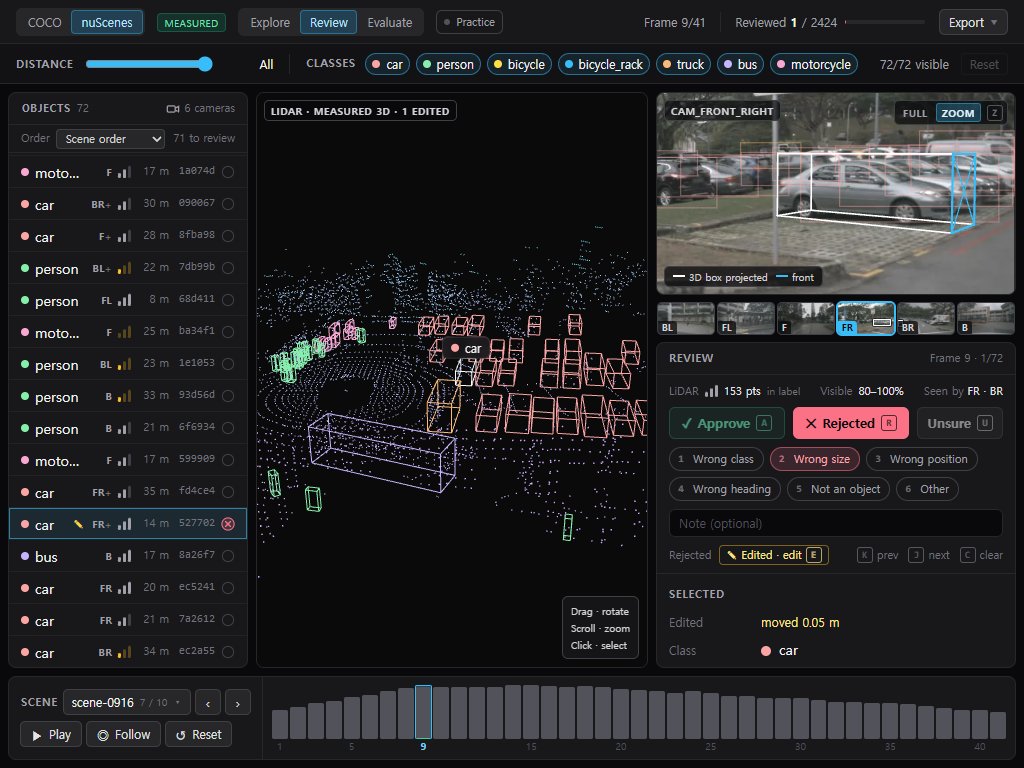 COCO nuScenes MEASURED Explore Review Evaluate Practice Frame 9/41 Reviewed 1 / 2424 Export
DISTANCE All CLASSES car person bicycle bicycle_rack truck bus motorcycle 72/72 visible Reset
OBJECTS 72 6 cameras
Order Scene order 71 to review
moto... F 17 m 1a074d
car BR+ 30 m 090067
car F+ 28 m 8fba98
person BL+ 22 m 7db99b
person FL 8 m 68d411
moto... F 25 m ba34f1
person BL 23 m 1e1053
person B 33 m 93d56d
person B 21 m 6f6934
moto... F 17 m 599909
car FR+ 35 m fd4ce4
car FR+ 14 m 527702
bus B 17 m 8a26f7
car FR 20 m ec5241
car FR 21 m 7a2612
car BR 34 m ec2a55
LIDAR · MEASURED 3D · 1 EDITED
car
Drag · rotate
Scroll · zoom
Click · select
CAM_FRONT_RIGHT FULL ZOOM Z
3D box projected front
BL FL F FR BR B
REVIEW Frame 9 · 1/72
LiDAR 153 pts in label Visible 80–100% Seen by FR · BR
✓ Approve A ✕ Rejected R Unsure U
1 Wrong class 2 Wrong size 3 Wrong position
4 Wrong heading 5 Not an object 6 Other
Note (optional)
Rejected Edited · edit E K prev J next C clear
SELECTED
Edited moved 0.05 m
Class car
SCENE scene-0916 7 / 10 ‹ ›
Play Follow Reset
1 5 9 15 20 25 30 35 40